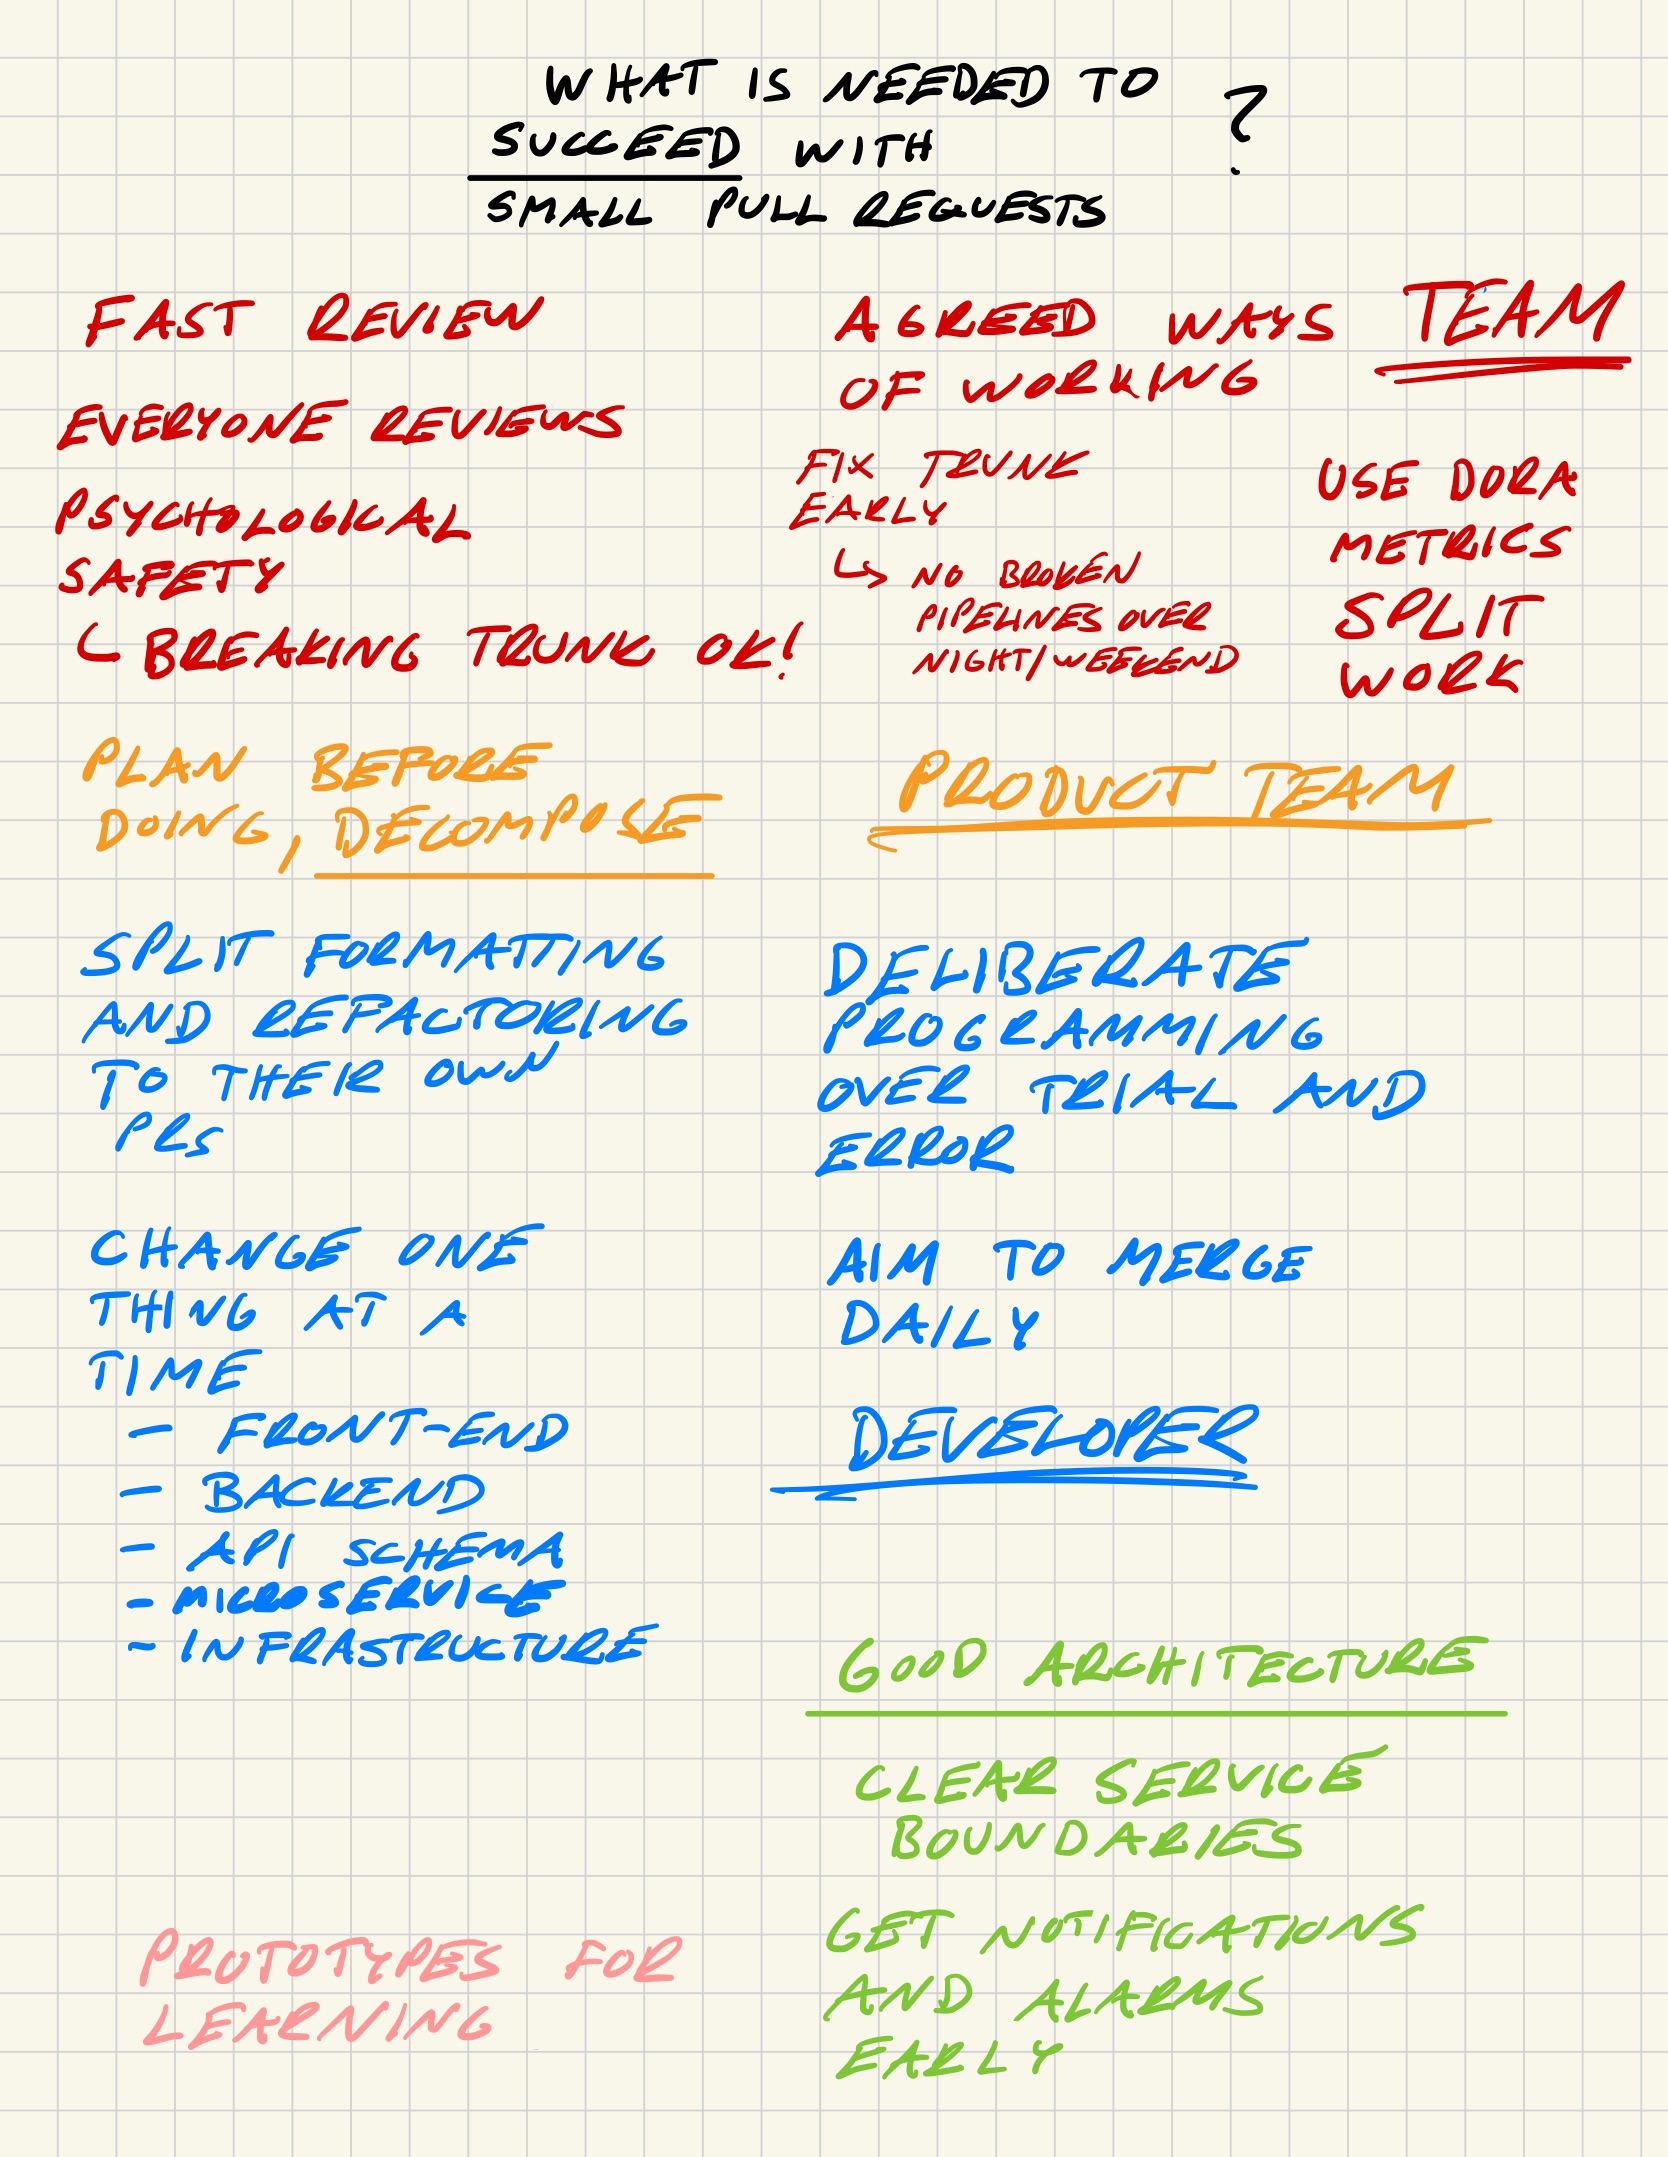 WHAT IS NEEDED TO
SUCCEED WITH ?
SMALL PULL REQUESTS
FAST REVIEW
EVERYONE REVIEWS
PSYCHOLOGICAL
SAFETY
↳ BREAKING TRUNK OK!
AGREED WAYS
OF WORKING
TEAM
FIX TRUNK
EARLY
↳ NO BROKEN
PIPELINES OVER
NIGHT/WEEKEND
USE DORA
METRICS
SPLIT
WORK
PLAN BEFORE
DOING, DECOMPOSE
PRODUCT TEAM
SPLIT FORMATTING
AND REFACTORING
TO THEIR OWN
PRS
DELIBERATE
PROGRAMMING
OVER TRIAL AND
ERROR
CHANGE ONE
THING AT A
TIME
- FRONT-END
- BACKEND
- API SCHEMA
- MICROSERVICE
- INFRASTRUCTURE
AIM TO MERGE
DAILY
DEVELOPER
GOOD ARCHITECTURE
CLEAR SERVICE
BOUNDARIES
GET NOTIFICATIONS
AND ALARMS
EARLY
PROTOTYPES FOR
LEARNING